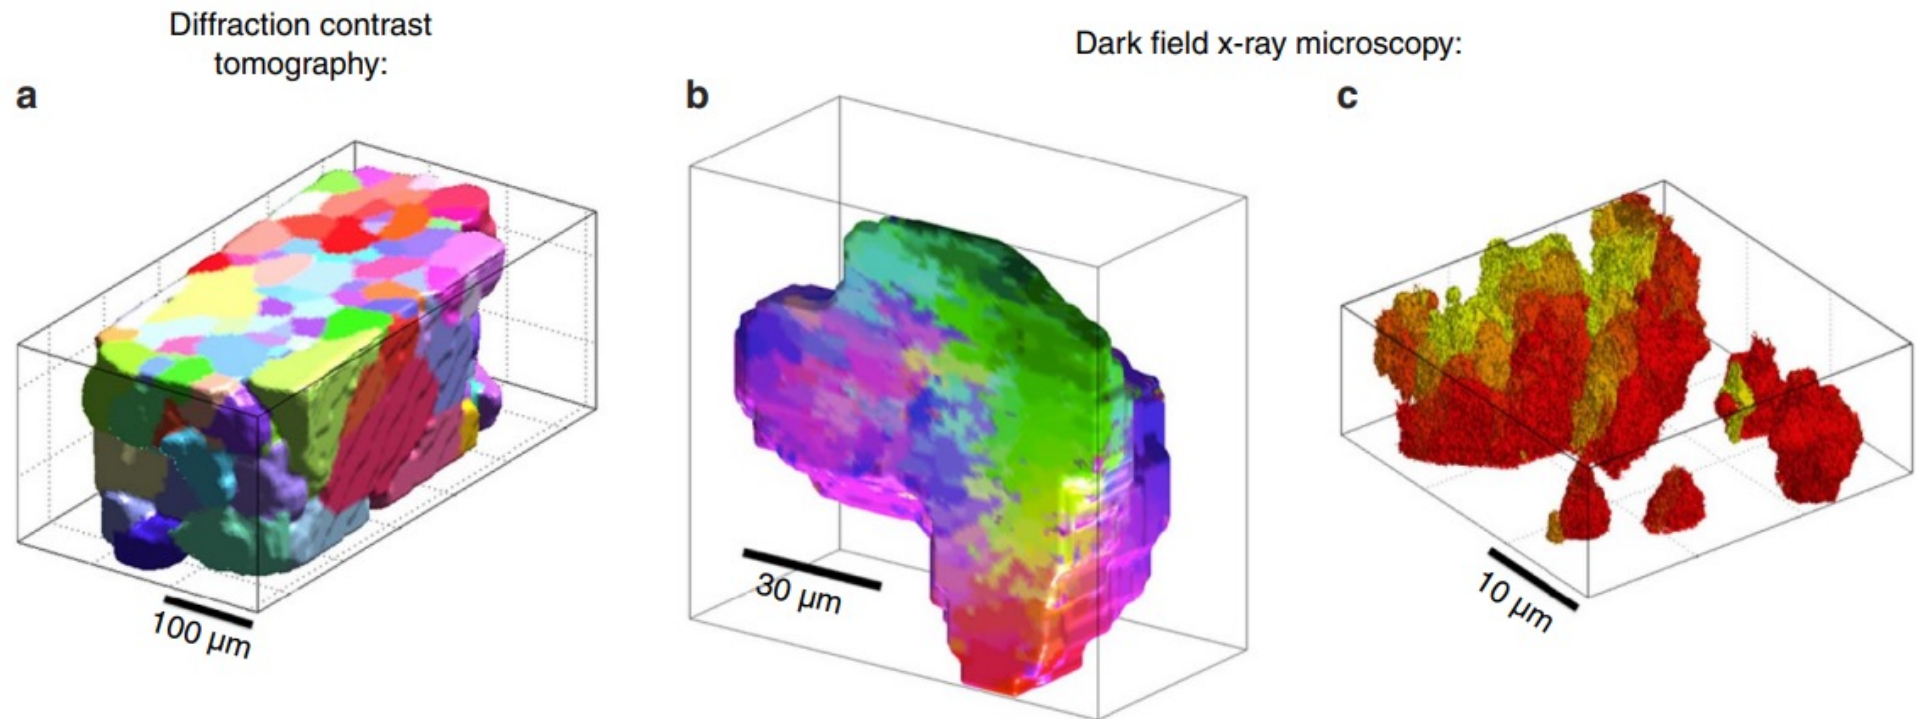 Diffraction contrast
tomography:
Dark field x-ray microscopy:
a
b
c
100 μm
30 μm
10 μm